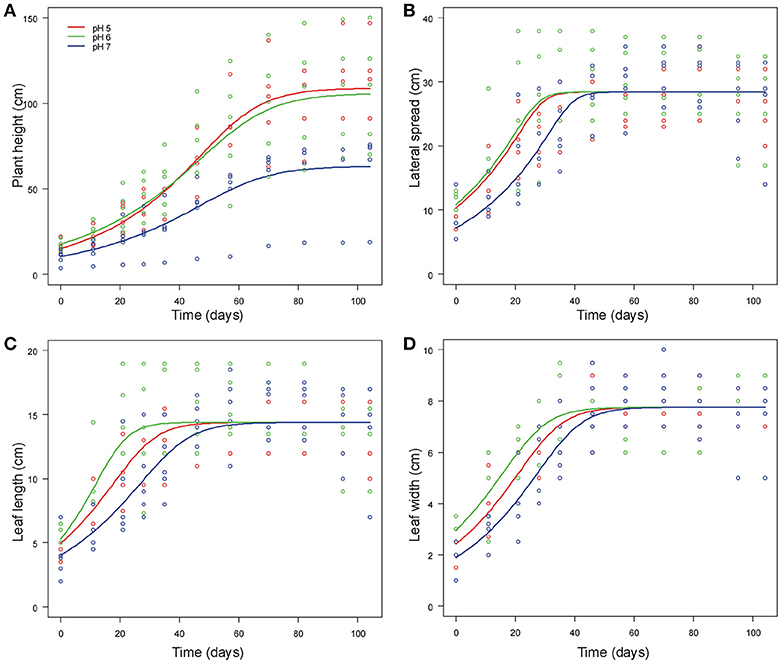 A
pH 5
pH 6
pH 7
Plant height (cm)
150
100
50
0
0 20 40 60 80 100
Time (days)
B
Lateral spread (cm)
40
30
20
10
0
0 20 40 60 80 100
Time (days)
C
Leaf length (cm)
20
15
10
5
0
0 20 40 60 80 100
Time (days)
D
Leaf width (cm)
10
8
6
4
2
0
0 20 40 60 80 100
Time (days)